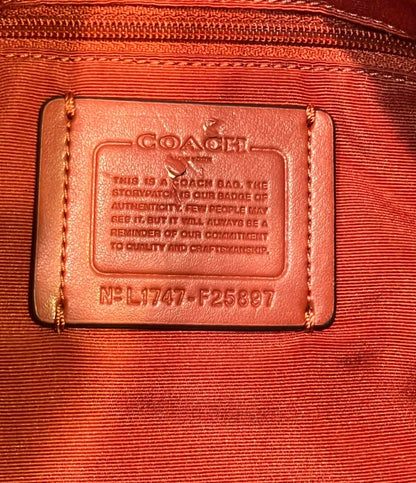 COACH
THIS IS A COACH BAG. THE
STORYPATCH IS OUR BADGE OF
AUTHENTICITY. FEW PEOPLE MAY
SEE IT. BUT IT WILL ALWAYS BE A
REMINDER OF OUR COMMITMENT
TO QUALITY AND CRAFTSMANSHIP.
Nº L1747-F25897